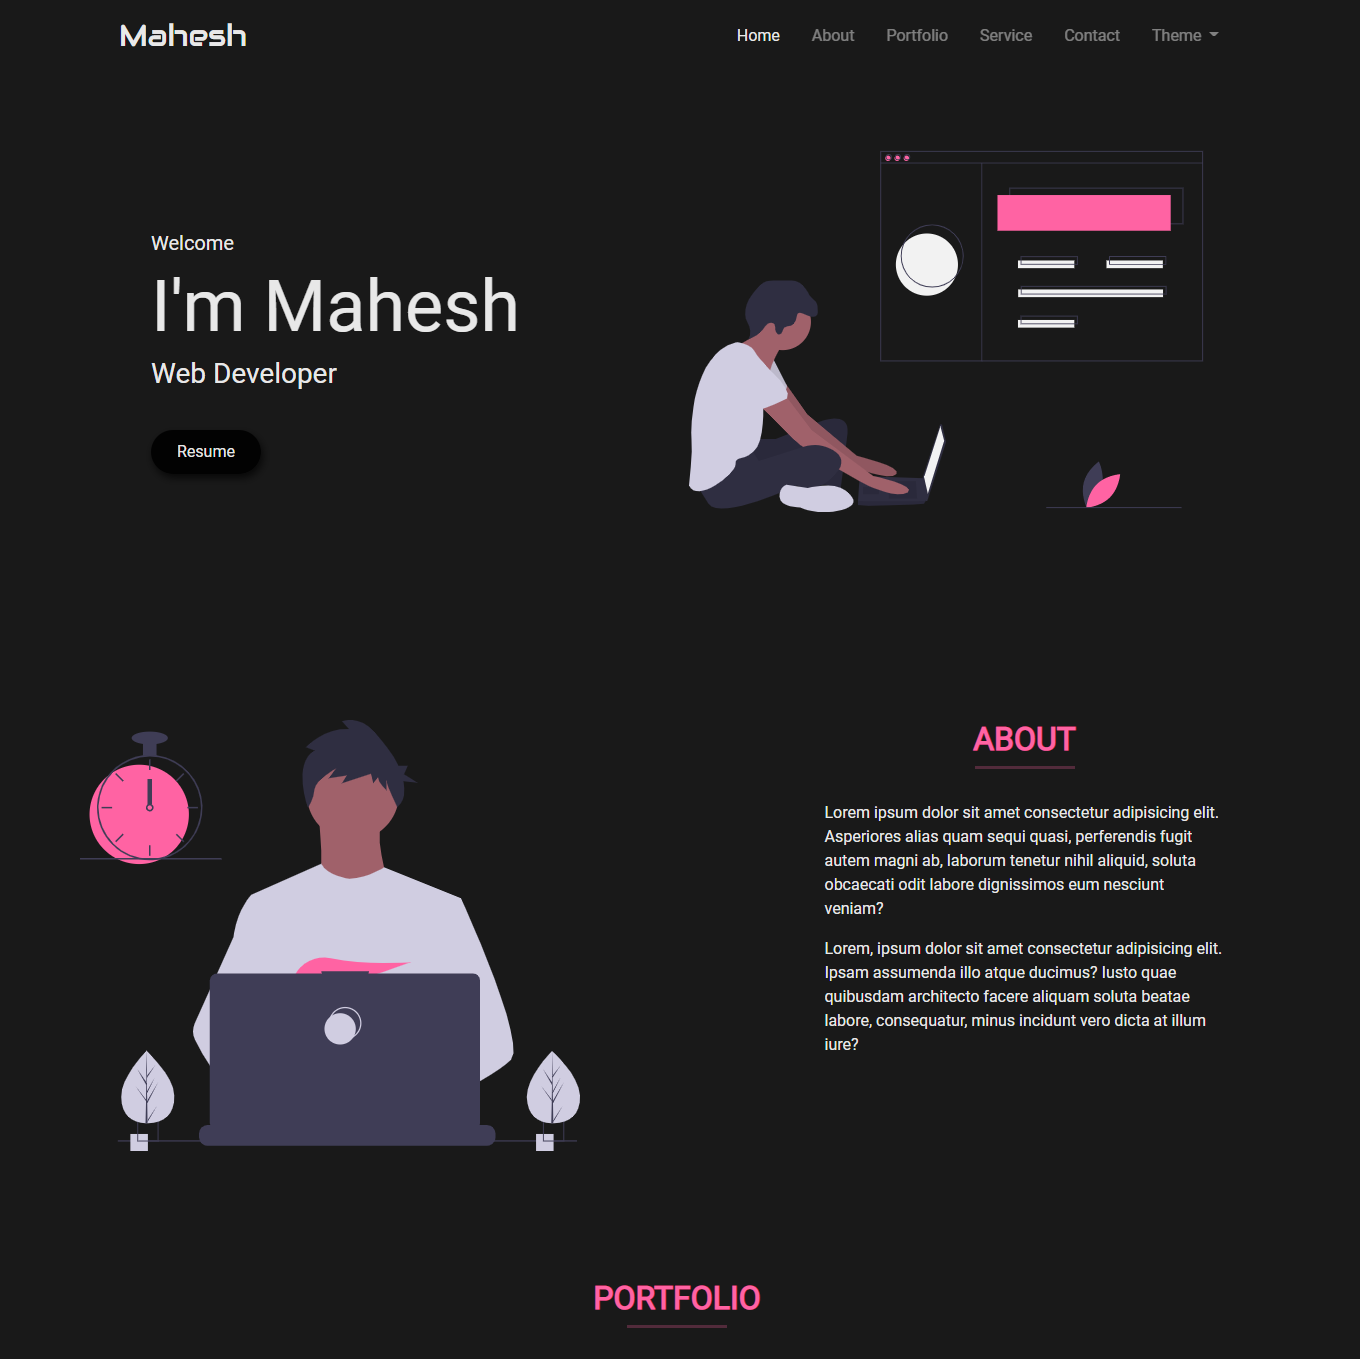 Mahesh
Home About Portfolio Service Contact Theme
Welcome
I'm Mahesh
Web Developer
Resume
ABOUT
Lorem ipsum dolor sit amet consectetur adipisicing elit.
Asperiores alias quam sequi quasi, perferendis fugit
autem magni ab, laborum tenetur nihil aliquid, soluta
obcaecati odit labore dignissimos eum nesciunt
veniam?
Lorem, ipsum dolor sit amet consectetur adipisicing elit.
Ipsam assumenda illo atque ducimus? Iusto quae
quibusdam architecto facere aliquam soluta beatae
labore, consequatur, minus incidunt vero dicta at illum
iure?
PORTFOLIO